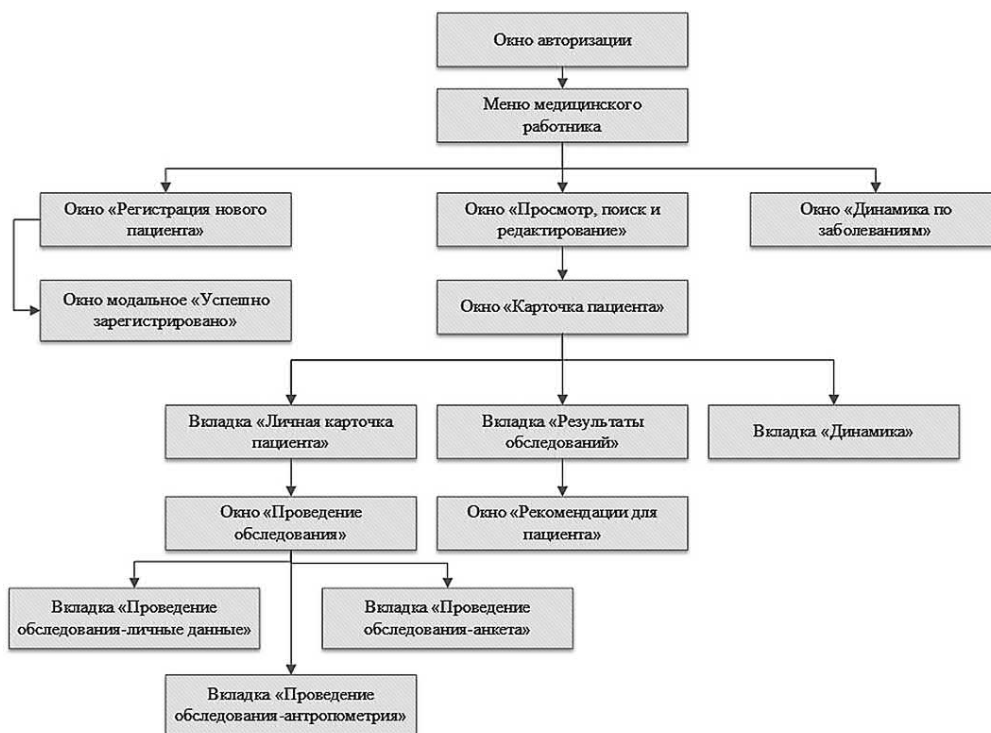 Окно авторизации
Меню медицинского
работника
Окно «Регистрация нового
пациента»
Окно «Просмотр, поиск и
редактирование»
Окно «Динамика по
заболеваниям»
Окно модальное «Успешно
зарегистрировано»
Окно «Карточка пациента»
Вкладка «Личная карточка
пациента»
Вкладка «Результаты
обследований»
Вкладка «Динамика»
Окно «Проведение
обследования»
Окно «Рекомендации для
пациента»
Вкладка «Проведение
обследования-личные данные»
Вкладка «Проведение
обследования-анкета»
Вкладка «Проведение
обследования-антропометрия»